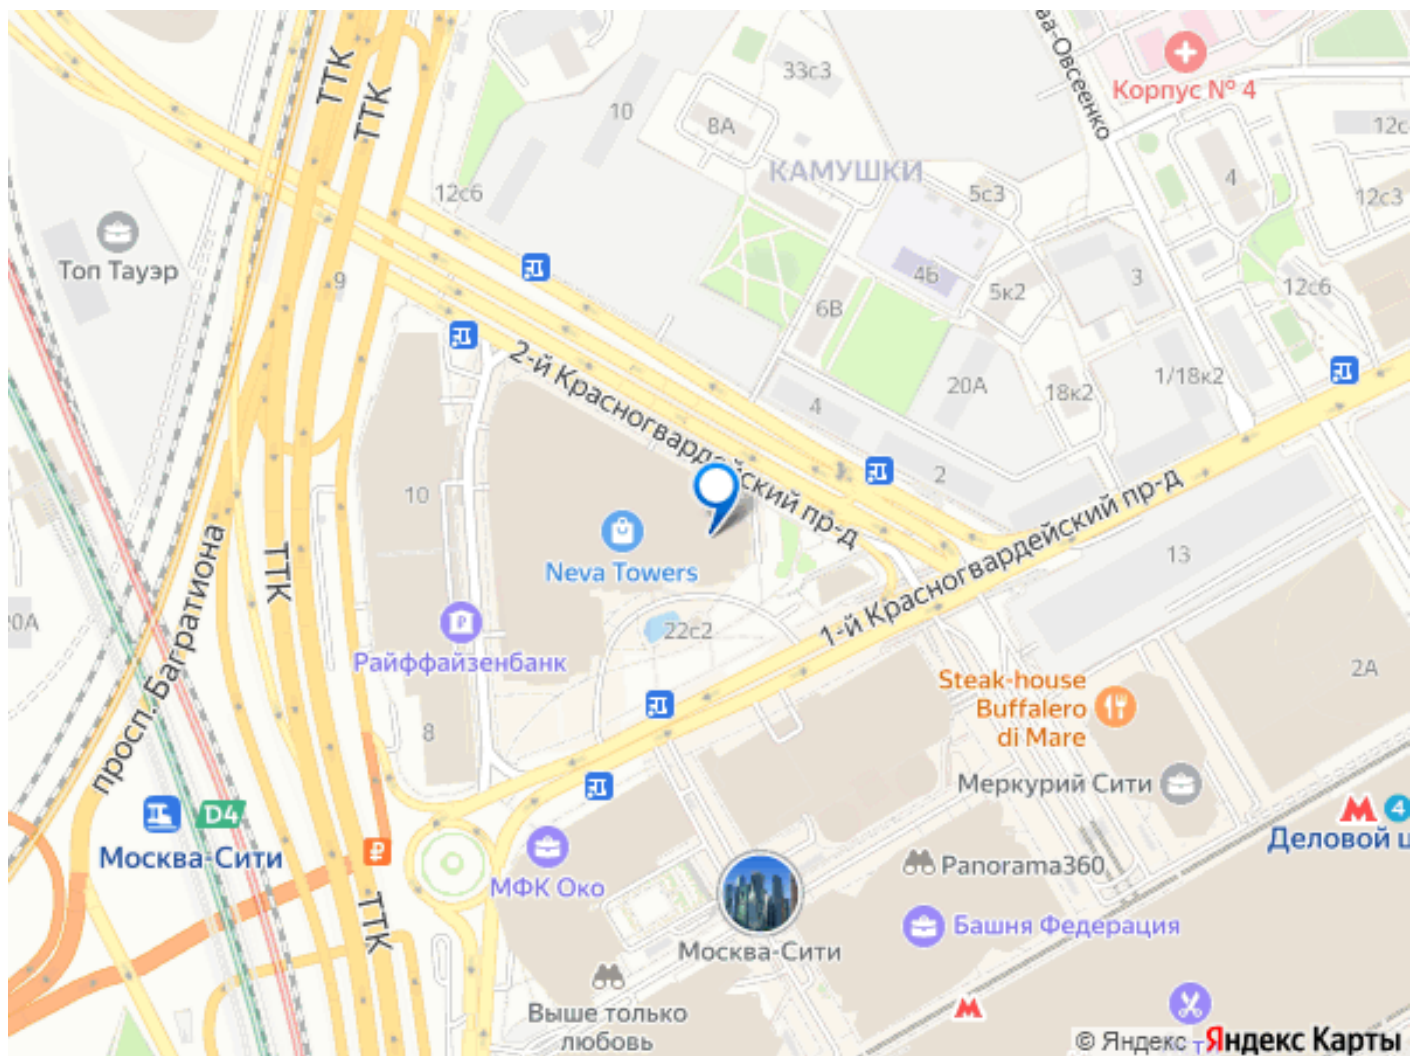 ТТК
ТТК
33с3
10
8А
КАМУШКИ
12с6
5с3
Корпус № 4
12с
4
12с3
Топ Тауэр
9
4Б
5к2
3
12с6
6В
2-й Красногвардейский пр-д
20А
18к2
1/18к2
4
2
10
Neva Towers
1-й Красногвардейский пр-д
13
ТТК
просп. Багратиона
20А
22с2
Райффайзенбанк
8
2А
Steak-house
Buffalero
di Mare
Меркурий Сити
D4
Москва-Сити
4
Деловой ц
МФК Око
Panorama360
Башня Федерация
Москва-Сити
ТТК
Выше только
любовь
© Яндекс Яндекс Карты